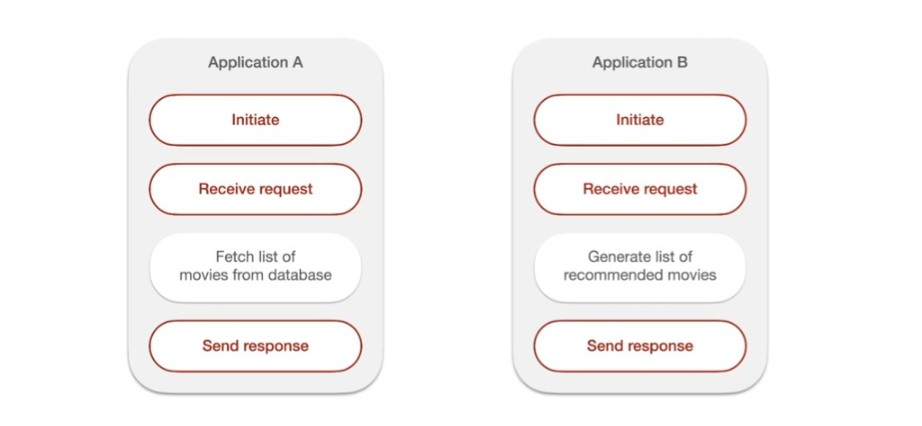 Application A
Initiate
Receive request
Fetch list of
movies from database
Send response
Application B
Initiate
Receive request
Generate list of
recommended movies
Send response